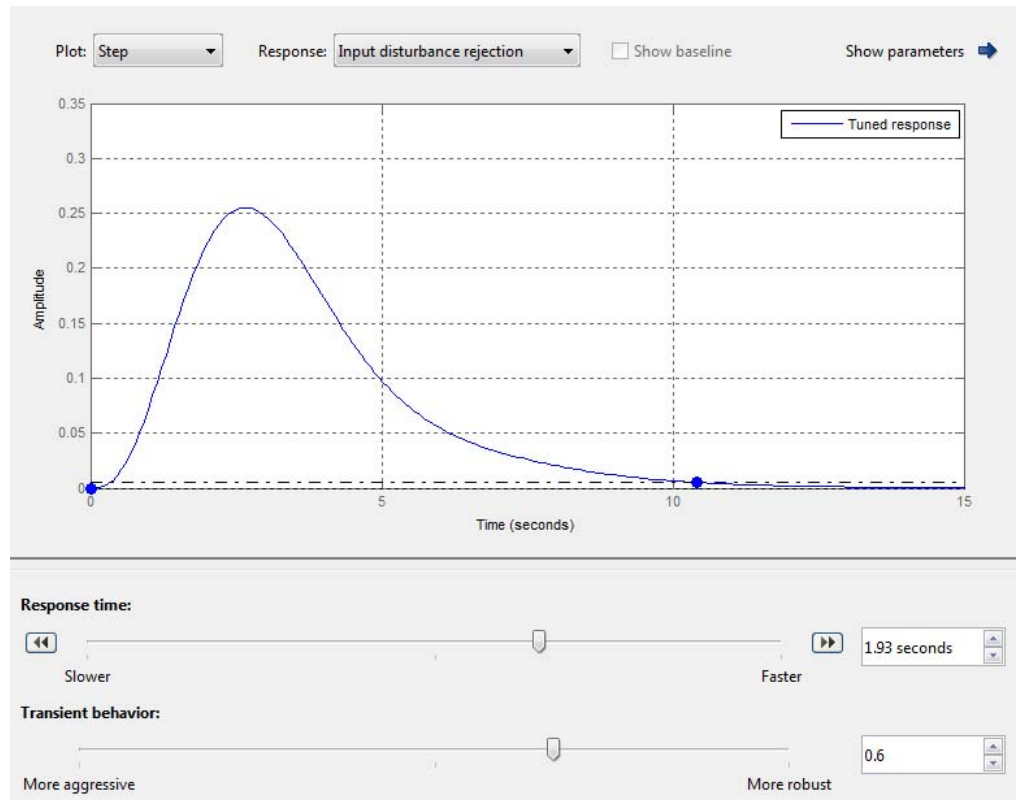 Plot: Step Response: Input disturbance rejection Show baseline Show parameters
0.35
Tuned response
0.3
0.25
0.2
0.15
0.1
0.05
0
Amplitude
0 5 10 15
Time (seconds)
Response time:
1.93 seconds
Slower Faster
Transient behavior:
0.6
More aggressive More robust